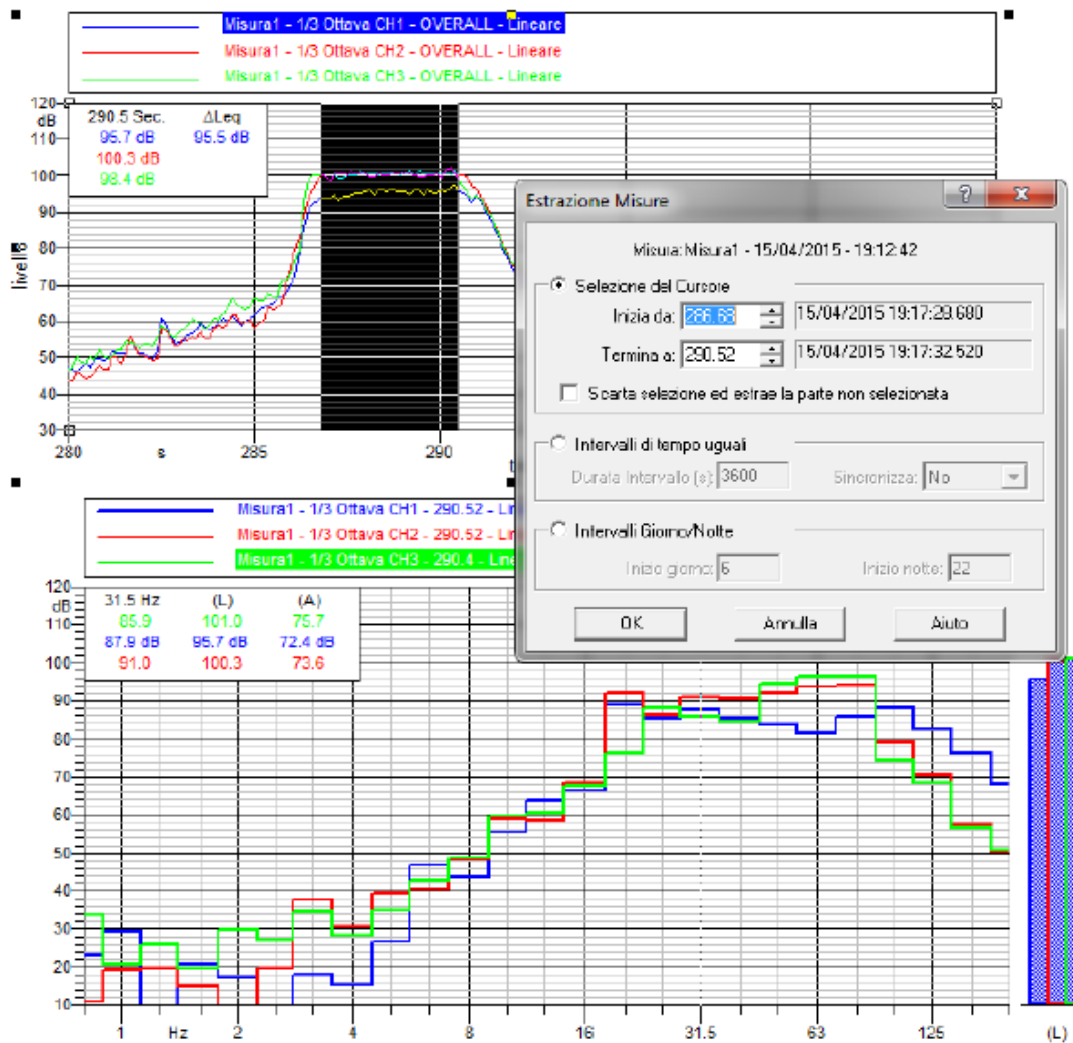 Misura1 - 1/3 Ottava CH1 - OVERALL - Lineare
Misura1 - 1/3 Ottava CH2 - OVERALL - Lineare
Misura1 - 1/3 Ottava CH3 - OVERALL - Lineare
120
dB
110
100
90
80
70
60
50
40
30
livelli
290.5 Sec. ΔLeq
95.7 dB 95.5 dB
100.3 dB
98.4 dB
280 s 285 290 t
Estrazione Misure
Misura: Misura1 - 15/04/2015 - 19:12:42
Selezione del Cursore
Inizia da: 286.68 15/04/2015 19:17:28.680
Termina a: 290.52 15/04/2015 19:17:32.520
Scarta selezione ed estrae la parte non selezionata
Intervalli di tempo uguali
Durata Intervallo (s): 3600 Sincronizza: No
Intervalli Giorno/Notte
Inizio giorno: 6 Inizio notte: 22
OK Annulla Aiuto
Misura1 - 1/3 Ottava CH1 - 290.52 - Li
Misura1 - 1/3 Ottava CH2 - 290.52 - Li
Misura1 - 1/3 Ottava CH3 - 290.4 - Line
120
dB
110
100
90
80
70
60
50
40
30
20
10
31.5 Hz (L) (A)
85.9 101.0 75.7
87.9 dB 95.7 dB 72.4 dB
91.0 100.3 73.6
1 Hz 2 4 8 16 31.5 63 125 (L)